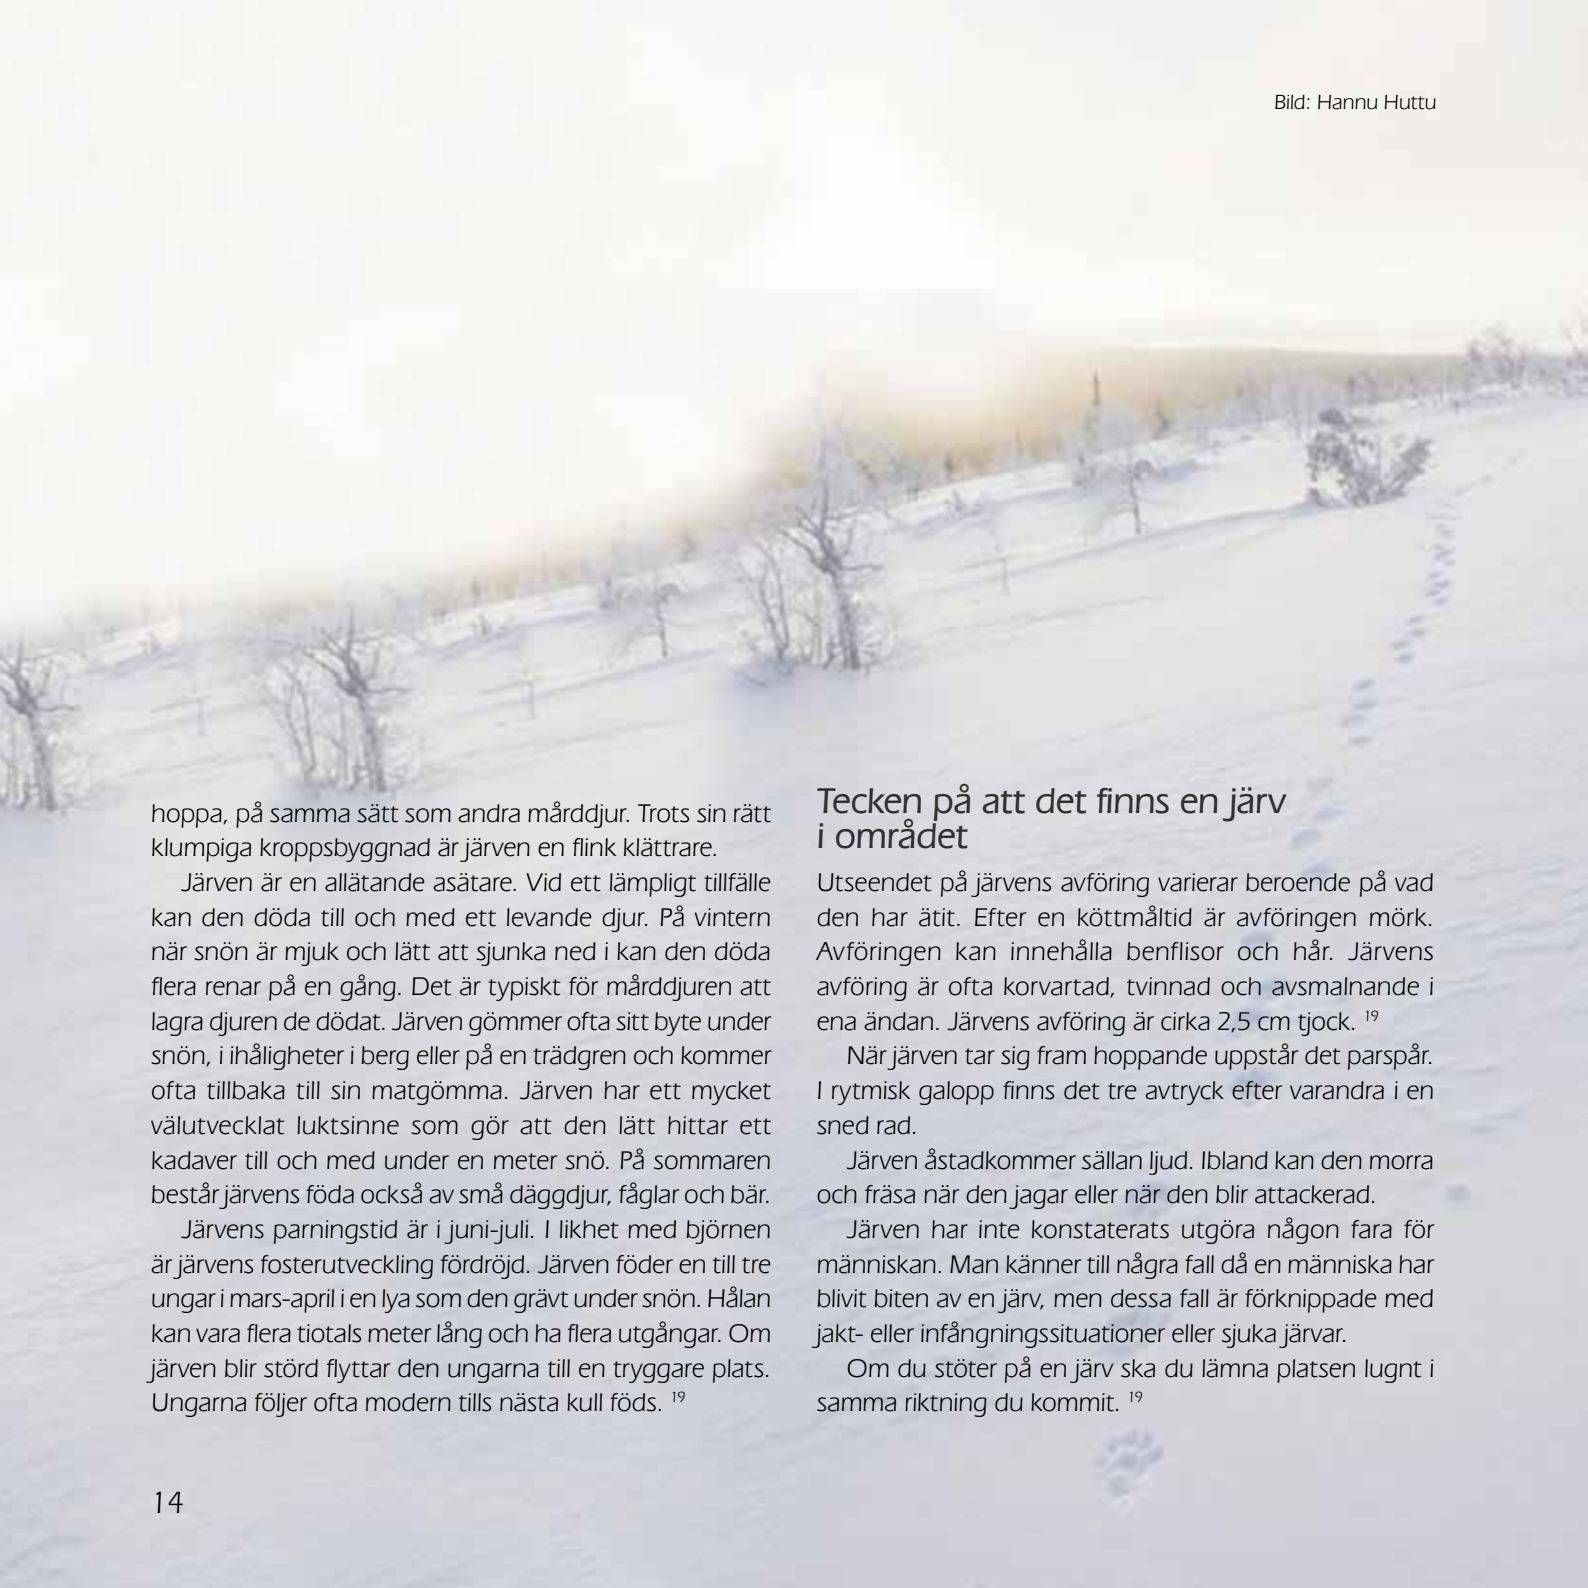 Bild: Hannu Huttu
hoppa, på samma sätt som andra mårddjur. Trots sin rätt
klumpiga kroppsbyggnad är järven en flink klättrare.
Järven är en allätande asätare. Vid ett lämpligt tillfälle
kan den döda till och med ett levande djur. På vintern
när snön är mjuk och lätt att sjunka ned i kan den döda
flera renar på en gång. Det är typiskt för mårddjuren att
lagra djuren de dödat. Järven gömmer ofta sitt byte under
snön, i ihåligheter i berg eller på en trädgren och kommer
ofta tillbaka till sin matgömma. Järven har ett mycket
välutvecklat luktsinne som gör att den lätt hittar ett
kadaver till och med under en meter snö. På sommaren
består järvens föda också av små däggdjur, fåglar och bär.
Järvens parningstid är i juni-juli. I likhet med björnen
är järvens fosterutveckling fördröjd. Järven föder en till tre
ungar i mars-april i en lya som den grävt under snön. Hålan
kan vara flera tiotals meter lång och ha flera utgångar. Om
järven blir störd flyttar den ungarna till en tryggare plats.
Ungarna följer ofta modern tills nästa kull föds. 19
Tecken på att det finns en järv
i området
Utseendet på järvens avföring varierar beroende på vad
den har ätit. Efter en köttmåltid är avföringen mörk.
Avföringen kan innehålla benflisor och hår. Järvens
avföring är ofta korvartad, tvinnad och avsmalnande i
ena ändan. Järvens avföring är cirka 2,5 cm tjock. 19
När järven tar sig fram hoppande uppstår det parspår.
I rytmisk galopp finns det tre avtryck efter varandra i en
sned rad.
Järven åstadkommer sällan ljud. Ibland kan den morra
och fräsa när den jagar eller när den blir attackerad.
Järven har inte konstaterats utgöra någon fara för
människan. Man känner till några fall då en människa har
blivit biten av en järv, men dessa fall är förknippade med
jakt- eller infångningssituationer eller sjuka järvar.
Om du stöter på en järv ska du lämna platsen lugnt i
samma riktning du kommit. 19
14